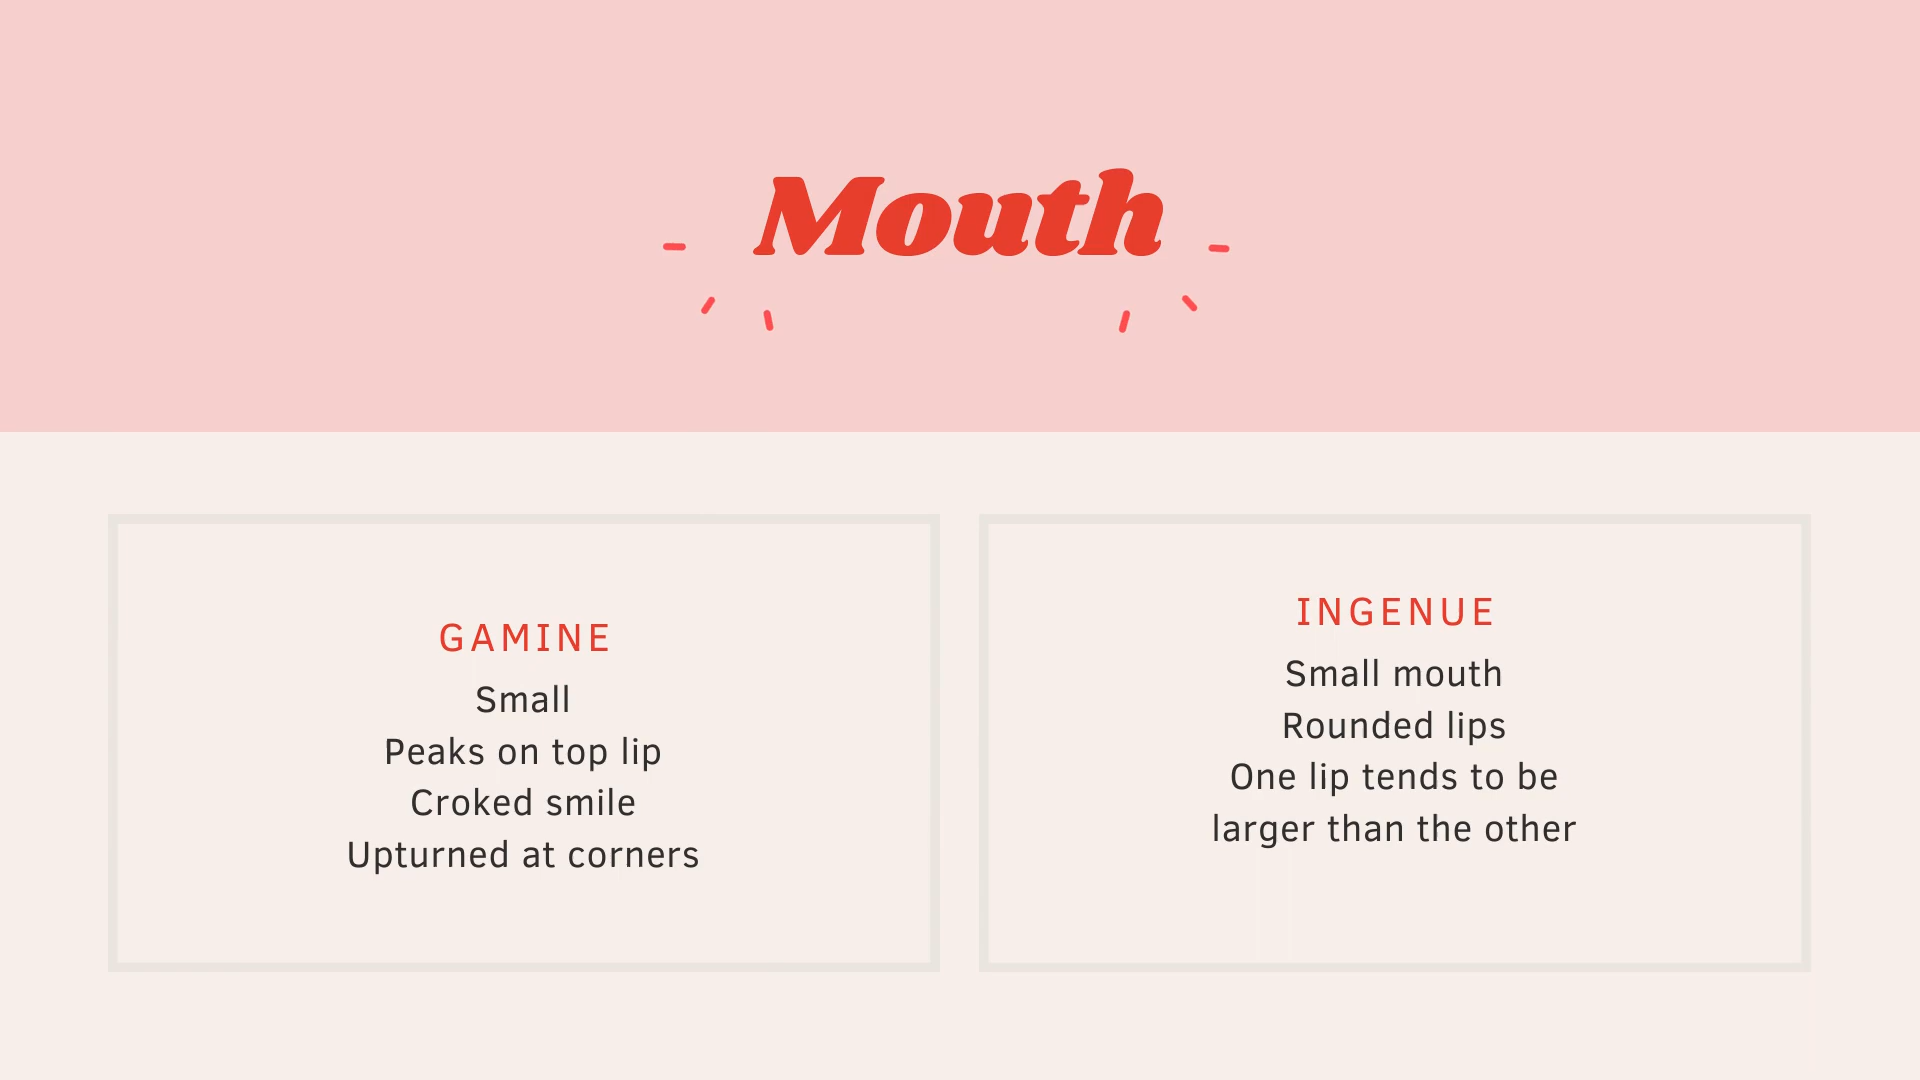 Mouth
GAMINE
Small
Peaks on top lip
Croked smile
Upturned at corners
INGENUE
Small mouth
Rounded lips
One lip tends to be
larger than the other